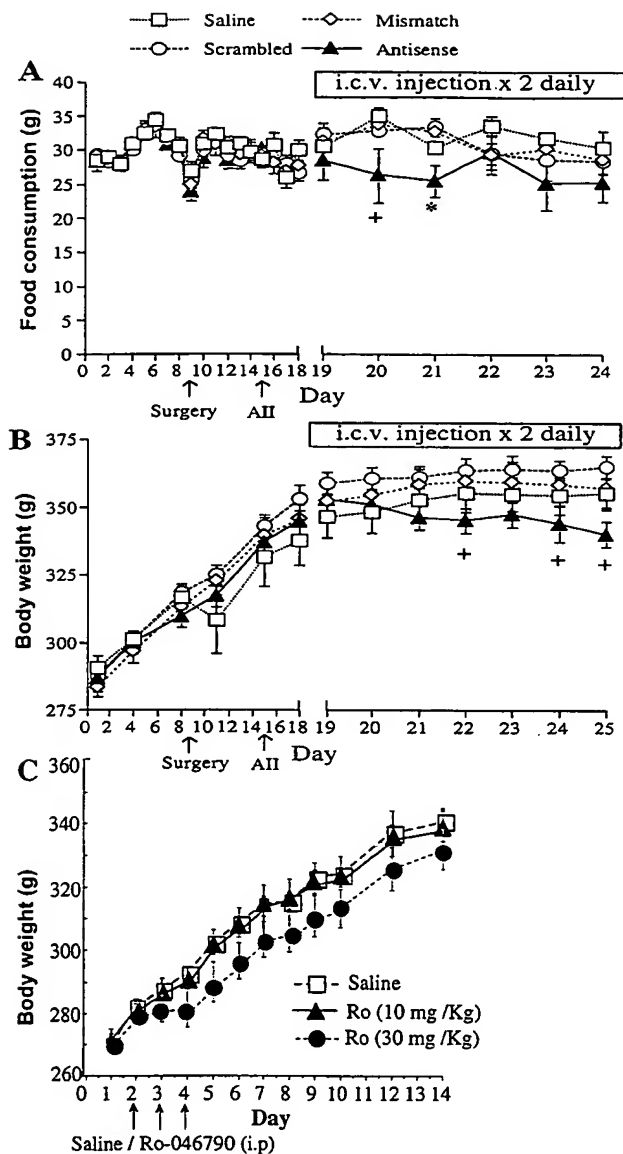 Saline Mismatch
Scrambled Antisense
A
i.c.v. injection x 2 daily
Food consumption (g)
40
35
30
25
20
15
10
5
0
+ *
0 2 4 6 8 10 12 14 16 18 19 20 21 22 23 24
Day
Surgery AII
B
i.c.v. injection x 2 daily
Body weight (g)
375
350
325
300
275
+ + +
0 2 4 6 8 10 12 14 16 18 19 20 21 22 23 24 25
Day
Surgery AII
C
Body weight (g)
360
340
320
300
280
260
Saline
Ro (10 mg /Kg)
Ro (30 mg /Kg)
0 1 2 3 4 5 6 7 8 9 10 11 12 13 14
Day
Saline / Ro-046790 (i.p)